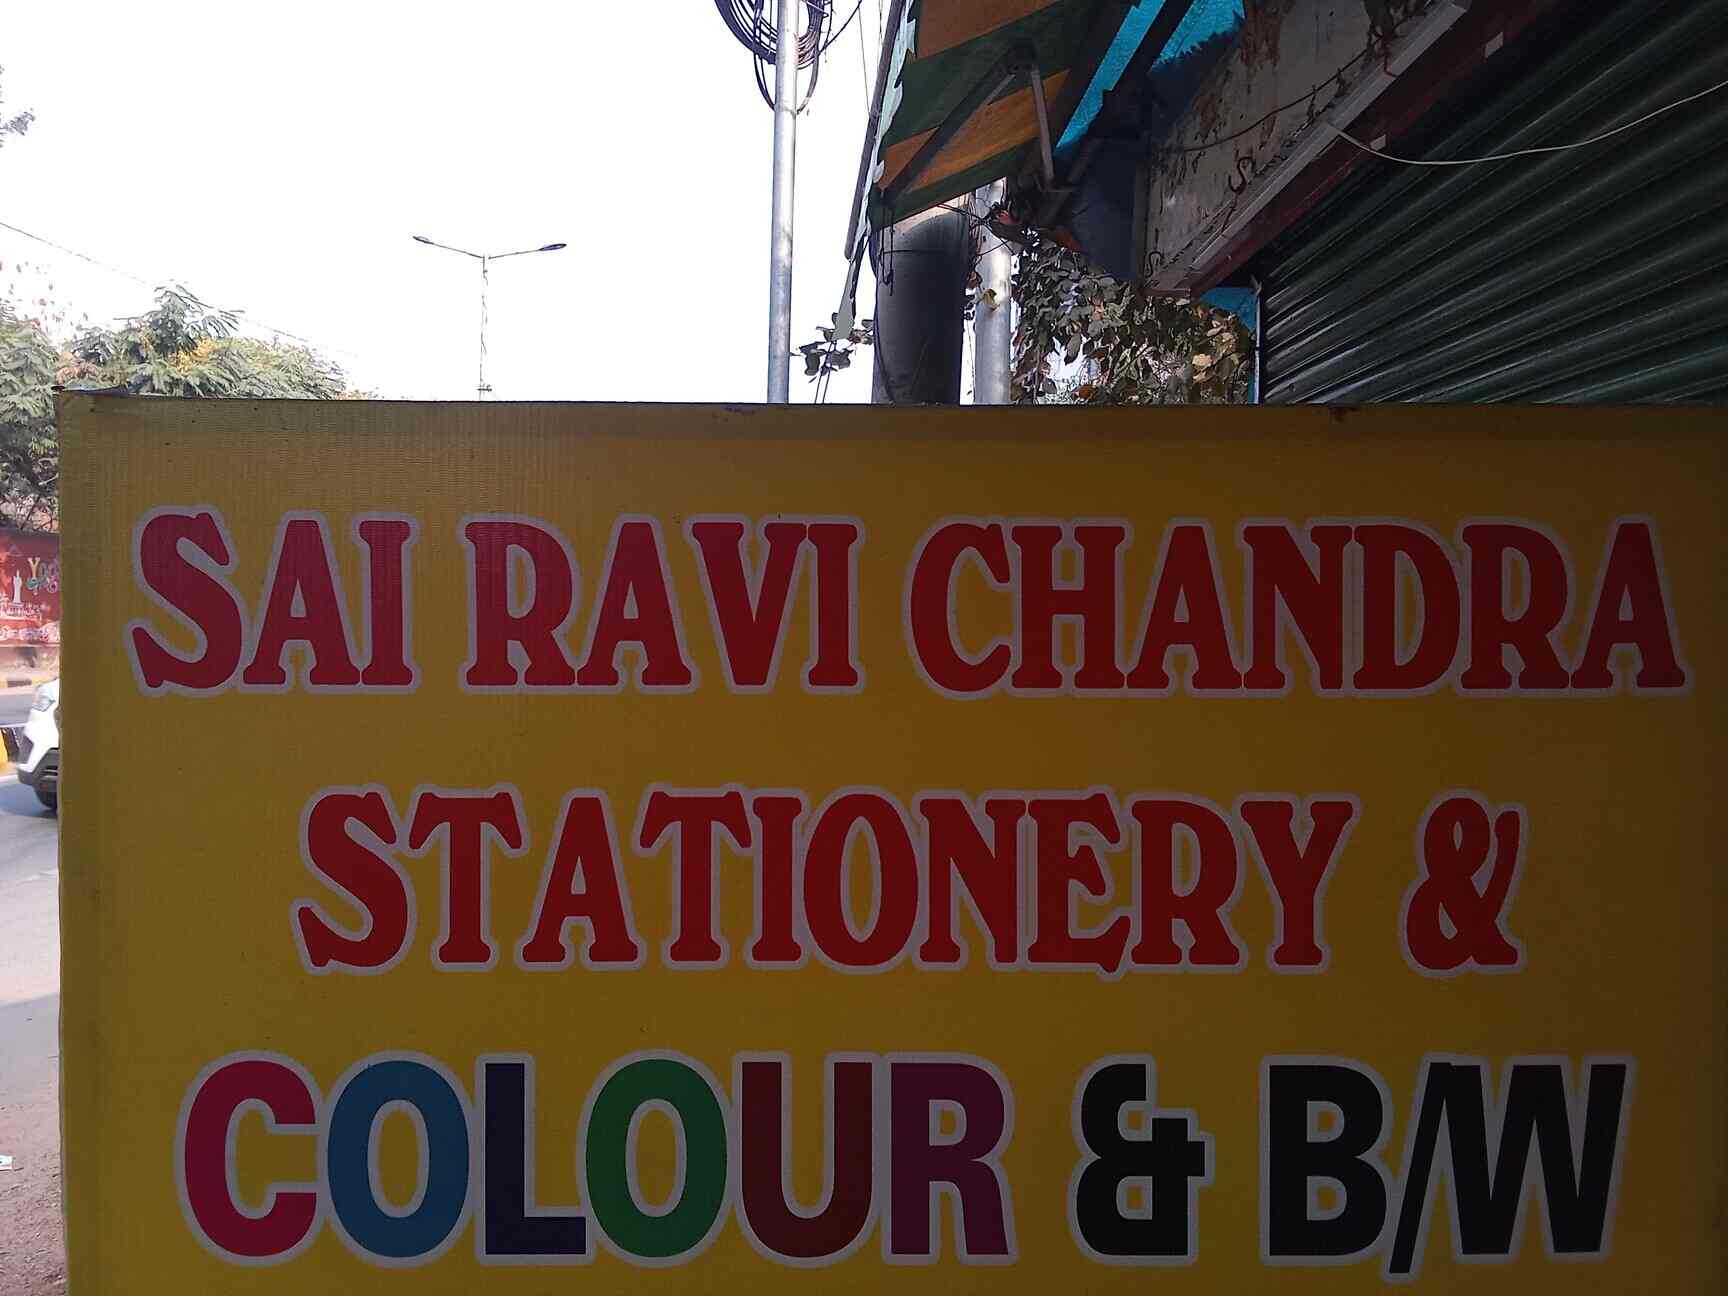 SAI RAVI CHANDRA
STATIONERY &
COLOUR & B/W